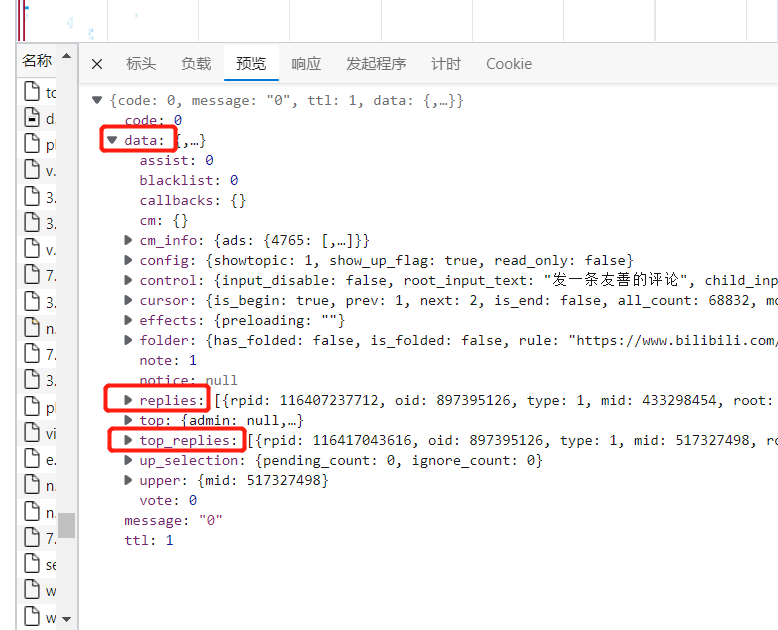 名称
标头 负载 预览 响应 发起程序 计时 Cookie
{code: 0, message: "0", ttl: 1, data: {,…}}
code: 0
data: {,…}
assist: 0
blacklist: 0
callbacks: {}
cm: {}
cm_info: {ads: {4765: [,…]}}
config: {showtopic: 1, show_up_flag: true, read_only: false}
control: {input_disable: false, root_input_text: "发一条友善的评论", child_inp
cursor: {is_begin: true, prev: 1, next: 2, is_end: false, all_count: 68832, mo
effects: {preloading: ""}
folder: {has_folded: false, is_folded: false, rule: "https://www.bilibili.com/
note: 1
notice: null
replies: [{rpid: 116407237712, oid: 897395126, type: 1, mid: 433298454, root:
top: {admin: null,…}
top_replies: [{rpid: 116417043616, oid: 897395126, type: 1, mid: 517327498, ro
up_selection: {pending_count: 0, ignore_count: 0}
upper: {mid: 517327498}
vote: 0
message: "0"
ttl: 1
to
d.
pl
v.
3.
3.
v.
7.
3.
n.
7.
3.
pl
vi
e.
n.
n.
7.
se
w
w